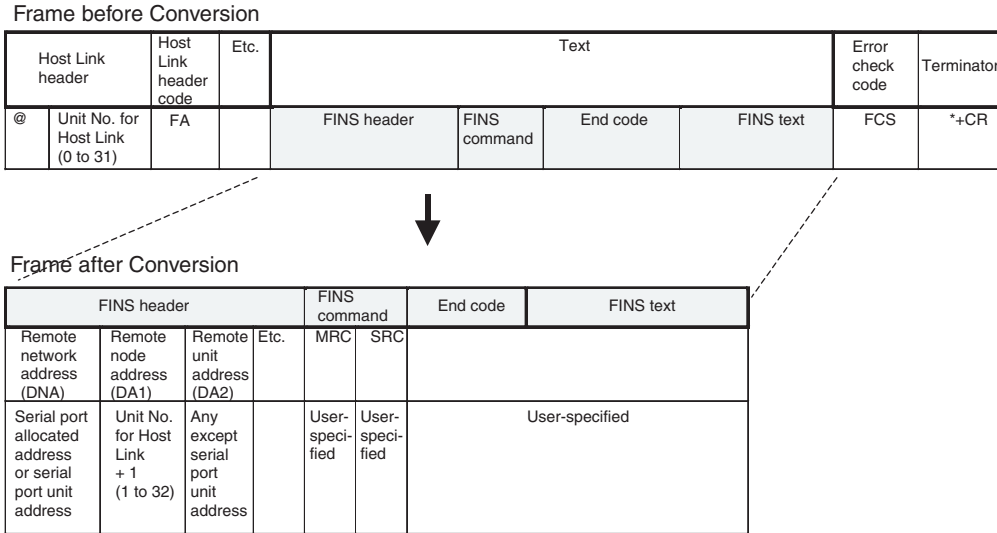 Frame before Conversion
Host Link
header
Host
Link
header
code
Etc.
Text
Error
check
code
Terminator
@
Unit No. for
Host Link
(0 to 31)
FA
FINS header
FINS
command
End code
FINS text
FCS
*+CR
Frame after Conversion
FINS header
FINS
command
End code
FINS text
Remote
network
address
(DNA)
Remote
node
address
(DA1)
Remote
unit
address
(DA2)
Etc.
MRC
SRC
Serial port
allocated
address
or serial
port unit
address
Unit No.
for Host
Link
+ 1
(1 to 32)
Any
except
serial
port
unit
address
User-
speci-
fied
User-
speci-
fied
User-specified